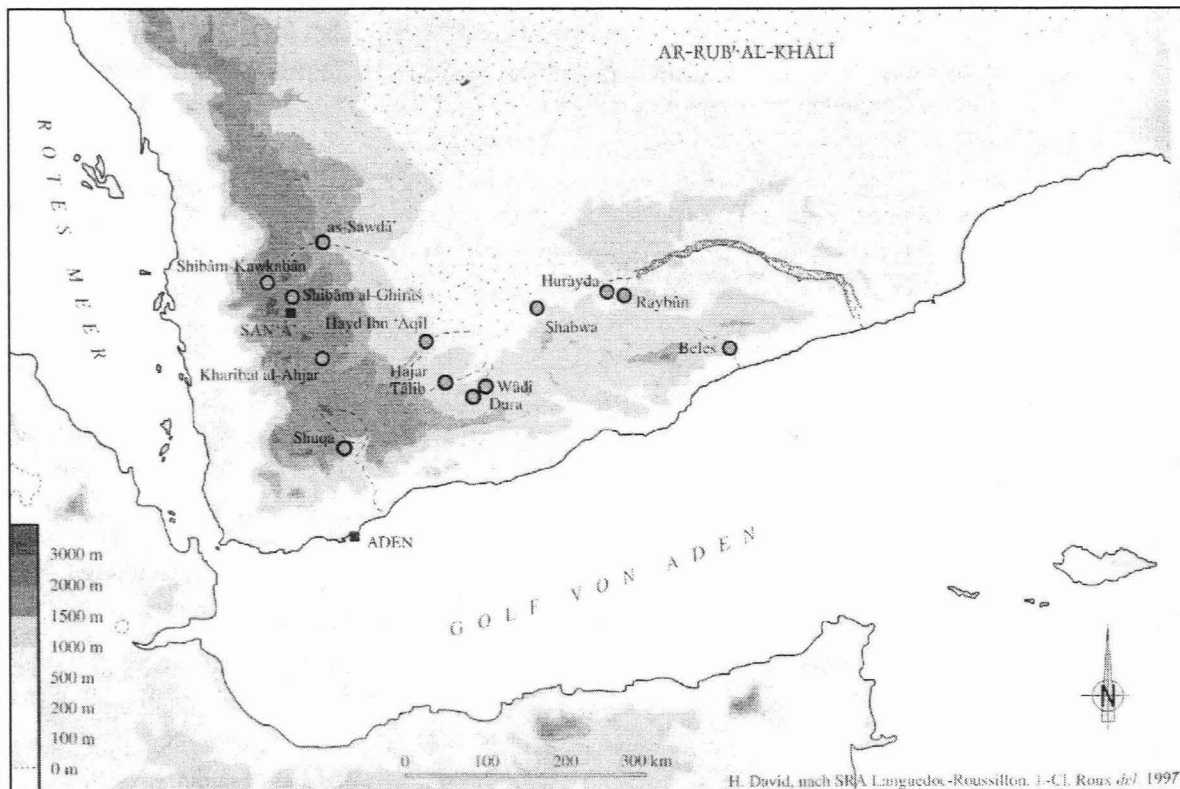 AR-RUB'-AL-KHÂLÎ
ROTES MEER
as-Sawdâ'
Shibâm-Kawkabân
Shibâm al-Ghirâs
SAN'Â'
Hayd Ibn 'Aqîl
Kharibat al-Ahjar
Hajar
Tâlib
Wâdî
Dura
Shuqa
Hurayda
Raybûn
Shabwa
Beles
ADEN
GOLF VON ADEN
3000 m
2000 m
1500 m
1000 m
500 m
200 m
100 m
0 m
0 100 200 300 km
N
H. David, nach SRA Languedoc-Roussillon. J.-Cl. Roux del. 1997